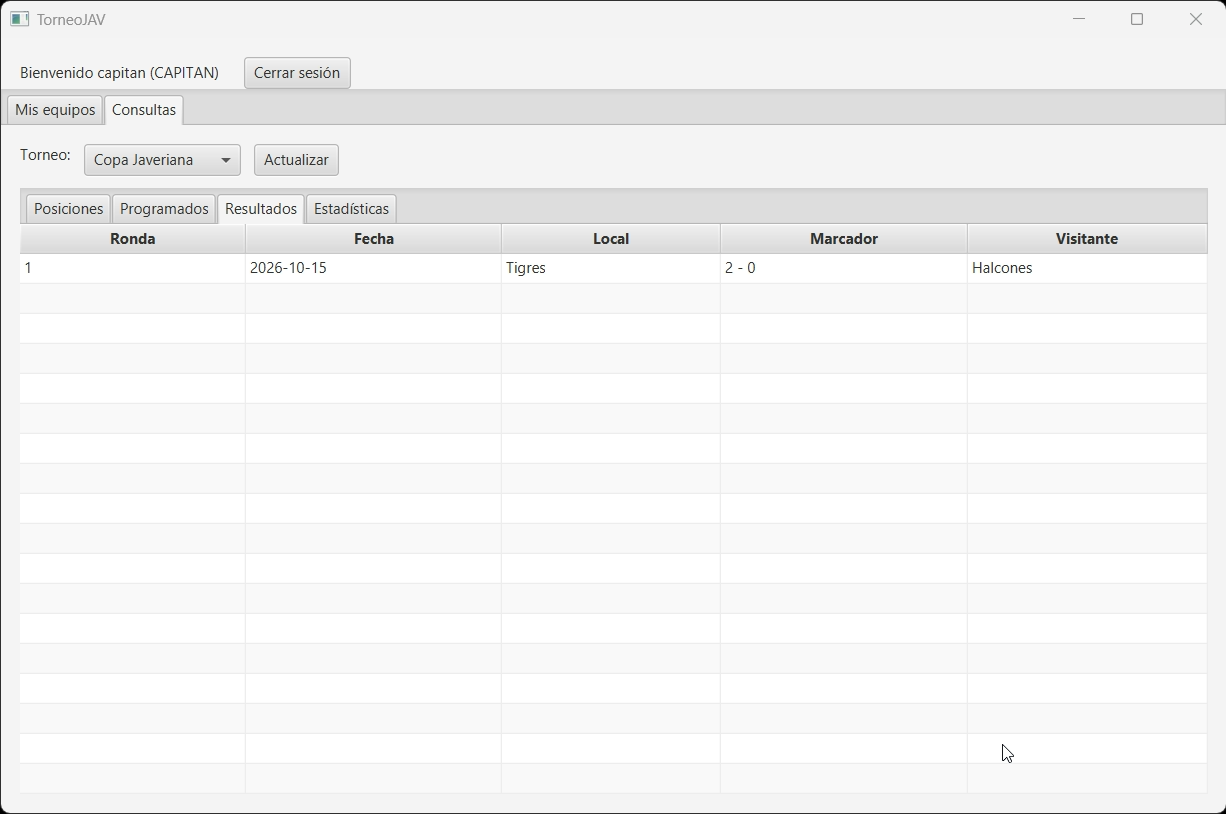 TorneoJAV
Bienvenido capitan (CAPITAN) Cerrar sesión
Mis equipos Consultas
Torneo: Copa Javeriana Actualizar
Posiciones Programados Resultados Estadísticas
Ronda Fecha Local Marcador Visitante
1 2026-10-15 Tigres 2 - 0 Halcones